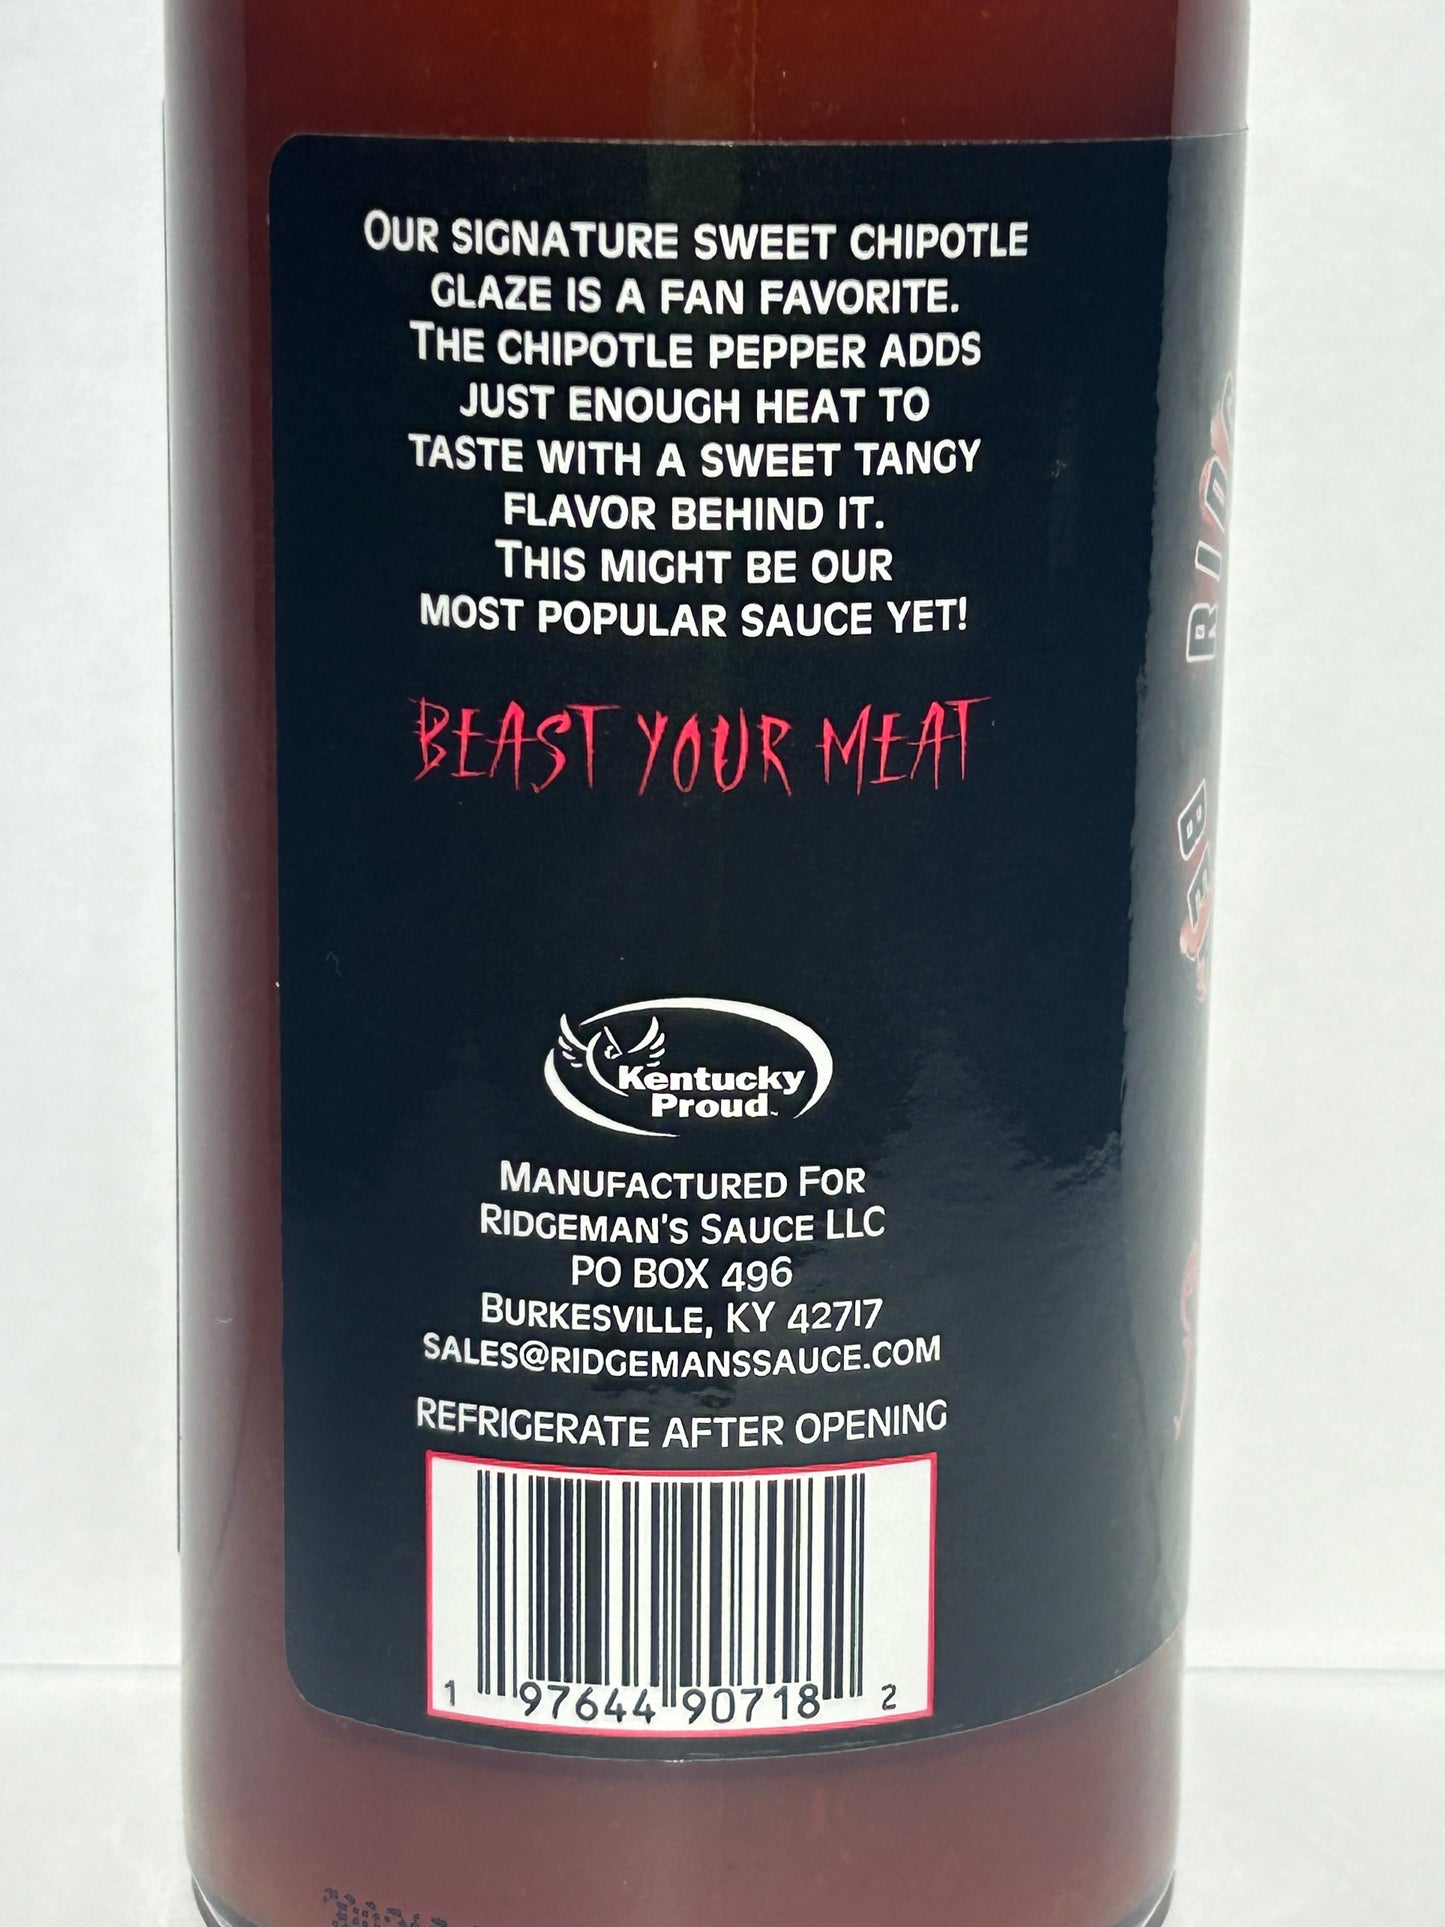 OUR SIGNATURE SWEET CHIPOTLE
GLAZE IS A FAN FAVORITE.
THE CHIPOTLE PEPPER ADDS
JUST ENOUGH HEAT TO
TASTE WITH A SWEET TANGY
FLAVOR BEHIND IT.
THIS MIGHT BE OUR
MOST POPULAR SAUCE YET!
BEAST YOUR MEAT
Kentucky
Proud™
MANUFACTURED FOR
RIDGEMAN'S SAUCE LLC
PO BOX 496
BURKESVILLE, KY 42717
SALES@RIDGEMANSSAUCE.COM
REFRIGERATE AFTER OPENING
1 97644 90718 2